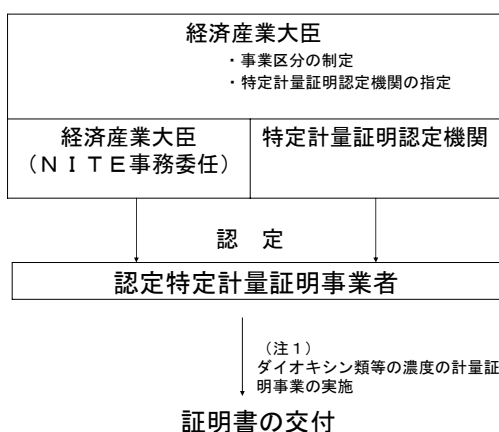 経済産業大臣
・事業区分の制定
・特定計量証明認定機関の指定
経済産業大臣
（ＮＩＴＥ事務委任）
特定計量証明認定機関
認　定
認定特定計量証明事業者
（注１）
ダイオキシン類等の濃度の計量証
明事業の実施
証明書の交付